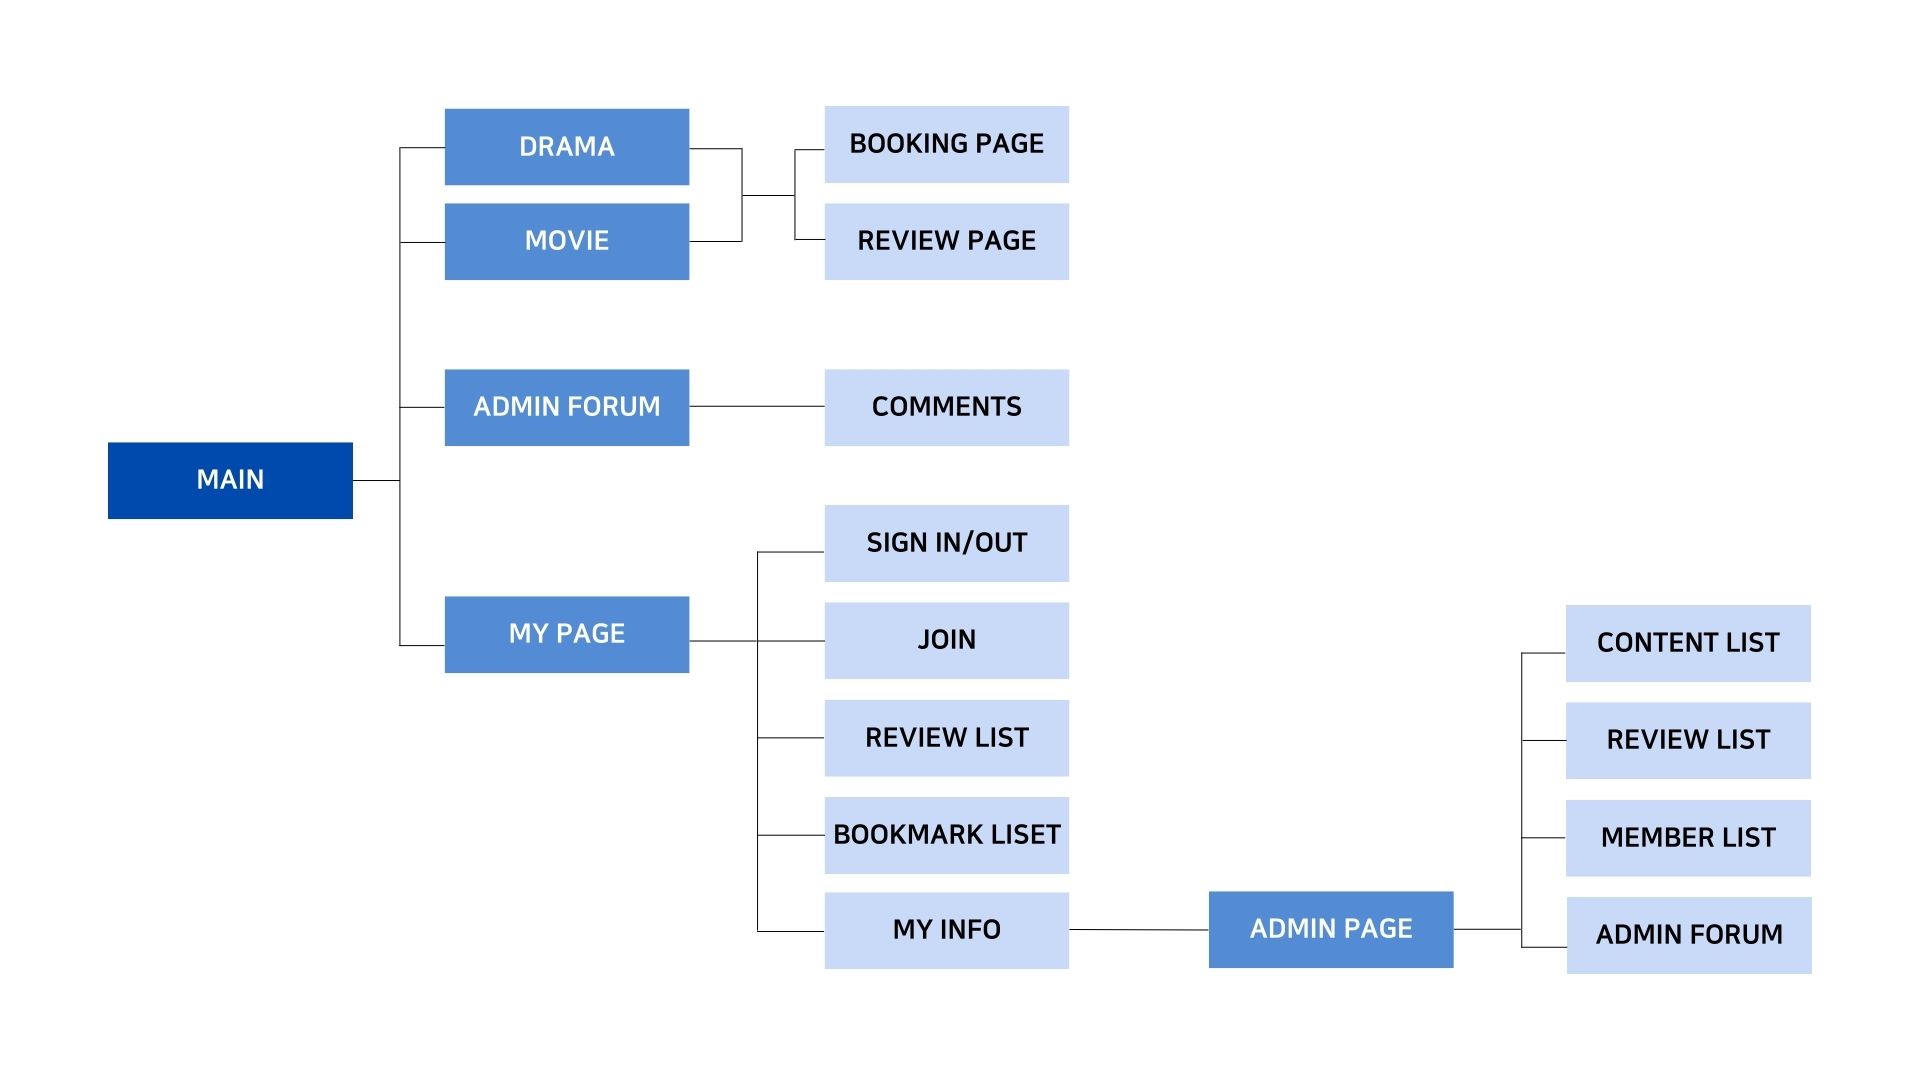 DRAMA
MOVIE
BOOKING PAGE
REVIEW PAGE
ADMIN FORUM
COMMENTS
MAIN
MY PAGE
SIGN IN/OUT
JOIN
REVIEW LIST
BOOKMARK LISET
MY INFO
ADMIN PAGE
CONTENT LIST
REVIEW LIST
MEMBER LIST
ADMIN FORUM